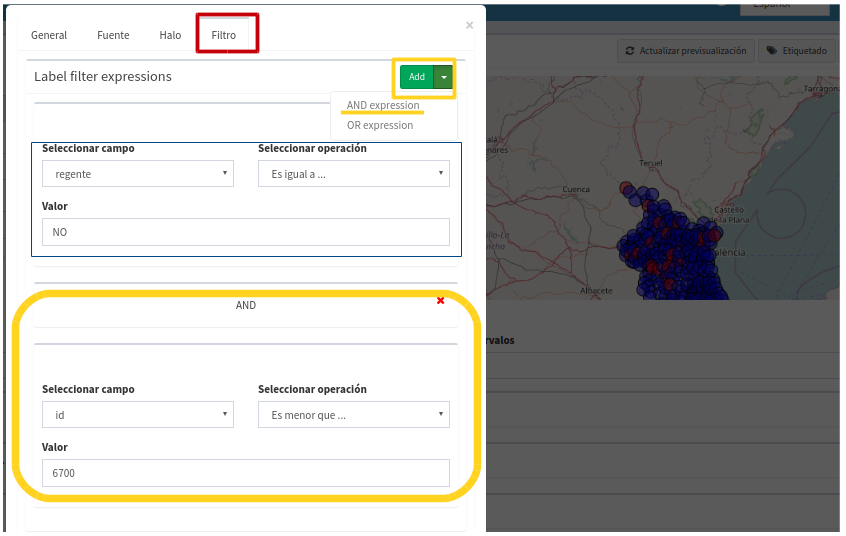 Español
×
General Fuente Halo Filtro
Actualizar previsualización Etiquetado
Label filter expressions Add
AND expression
OR expression
Seleccionar campo Seleccionar operación
regente Es igual a ...
Valor
NO
AND
Seleccionar campo Seleccionar operación
id Es menor que ...
Valor
6700
Tarragona
Teruel
Cuenca
Castelló
de la Plana
València
Albacete
rvalos